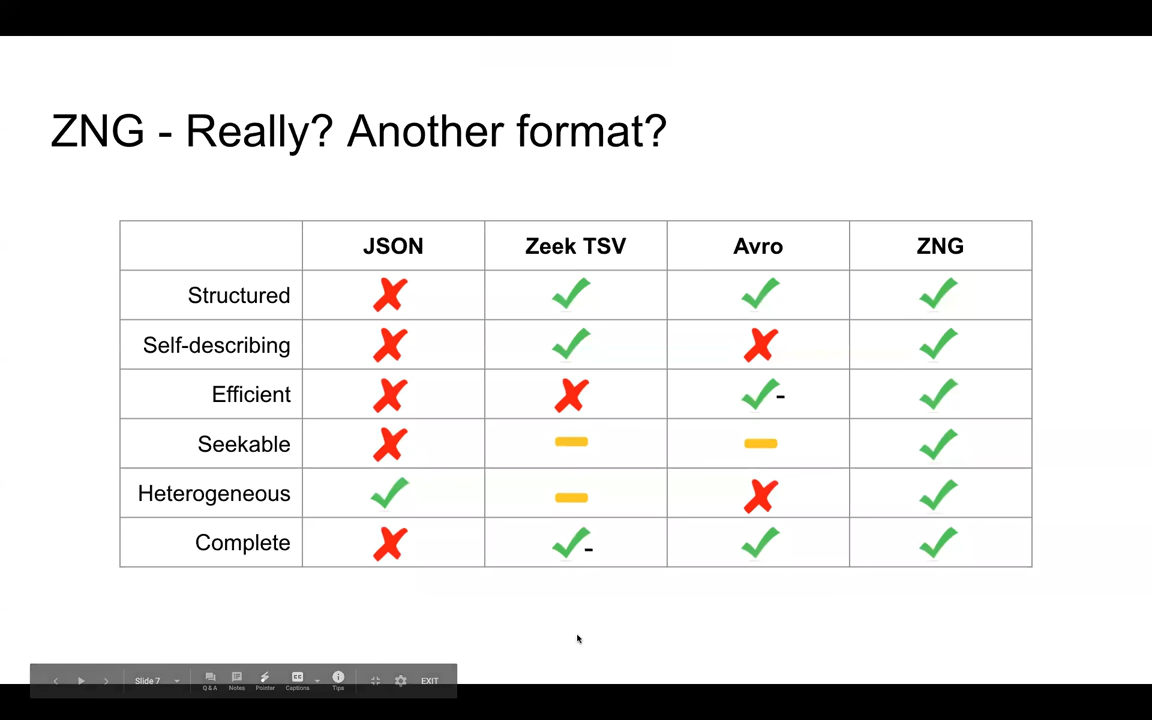 ZNG - Really? Another format?
JSON Zeek TSV Avro ZNG
Structured
Self-describing
Efficient -
Seekable
Heterogeneous
Complete -
Slide 7 Q & A Notes Pointer Captions Tips EXIT